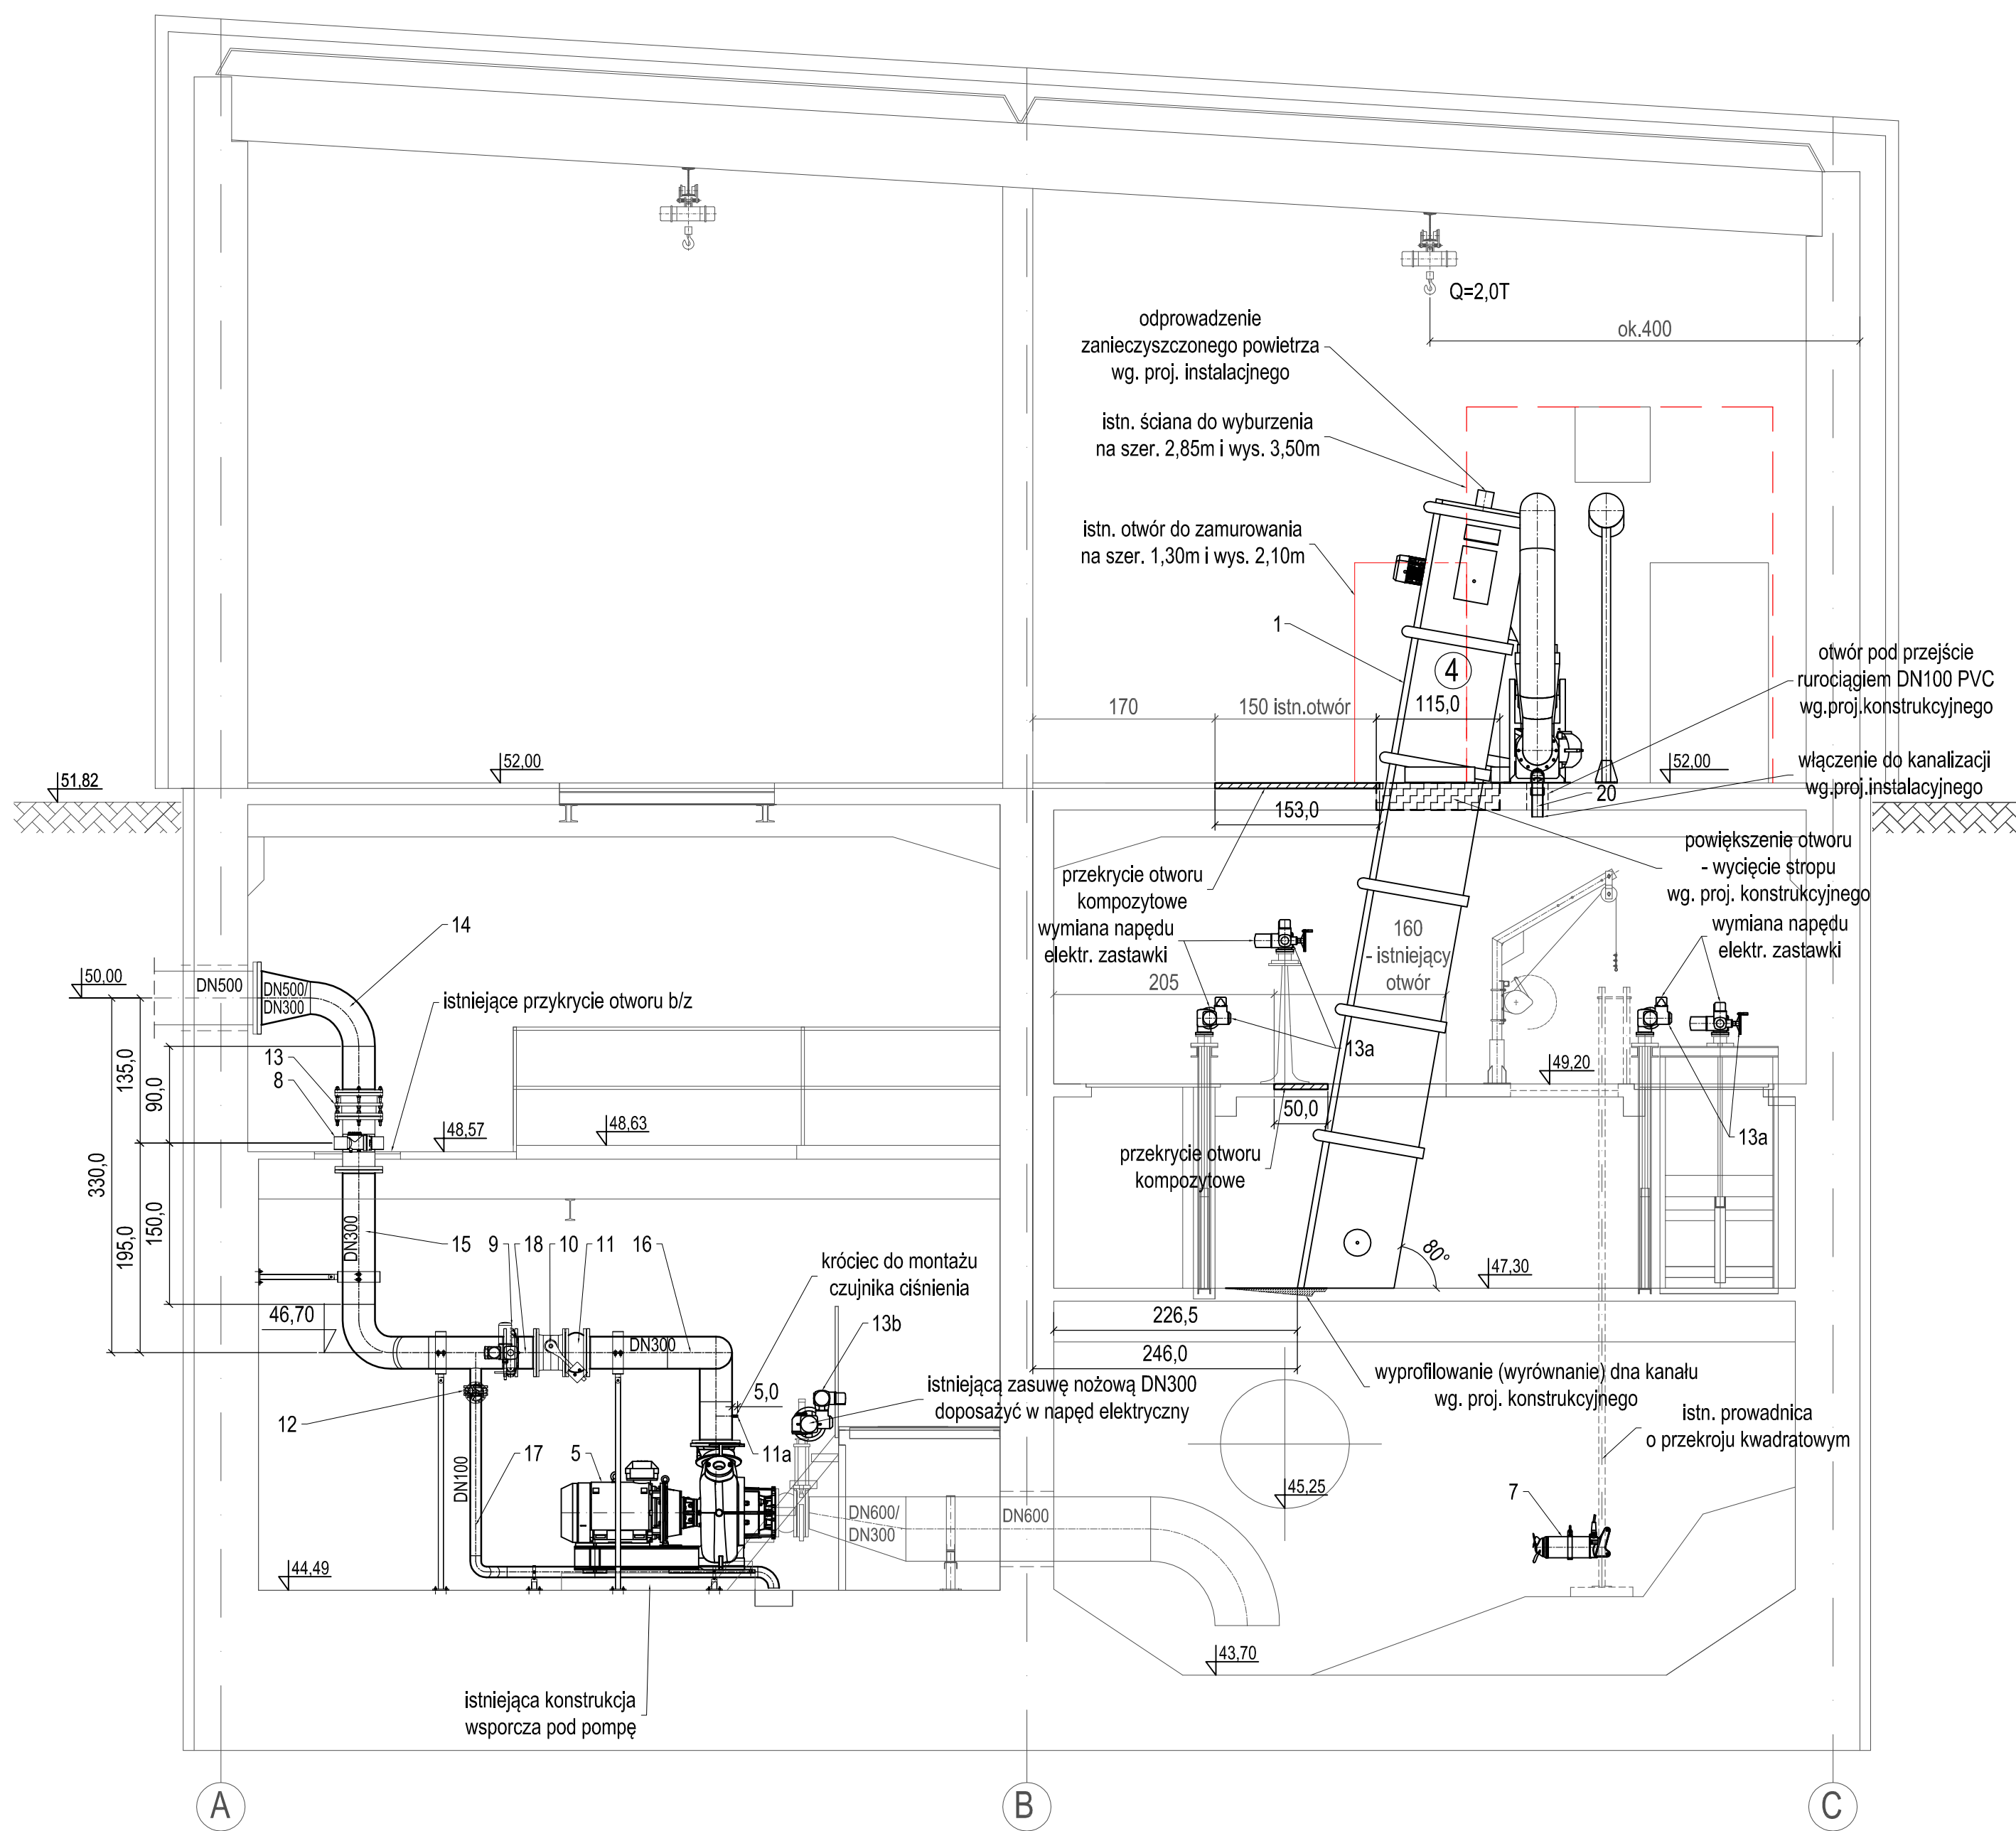 Q=2,0T
ok.400
odprowadzenie
zanieczyszczonego powietrza
wg. proj. instalacjnego
istn. ściana do wyburzenia
na szer. 2,85m i wys. 3,50m
istn. otwór do zamurowania
na szer. 1,30m i wys. 2,10m
1
4
115,0
170
150 istn.otwór
otwór pod przejście
rurociągiem DN100 PVC
wg.proj.konstrukcyjnego
51,82
52,00
52,00
włączenie do kanalizacji
wg.proj.instalacyjnego
20
153,0
powiększenie otworu
- wycięcie stropu
wg. proj. konstrukcyjnego
przekrycie otworu
kompozytowe
wymiana napędu
elektr. zastawki
wymiana napędu
elektr. zastawki
160
- istniejący
otwór
205
14
50,00
DN500
DN500/
DN300
istniejące przykrycie otworu b/z
13
8
135,0
90,0
330,0
195,0
150,0
48,57
48,63
13a
49,20
50,0
13a
przekrycie otworu
kompozytowe
DN300
15
9
18
10
11
16
króciec do montażu
czujnika ciśnienia
80°
47,30
46,70
DN300
13b
226,5
246,0
wyprofilowanie (wyrównanie) dna kanału
wg. proj. konstrukcyjnego
5,0
istniejącą zasuwę nożową DN300
doposażyć w napęd elektryczny
istn. prowadnica
o przekroju kwadratowym
12
17
5
11a
DN100
DN600/
DN300
DN600
45,25
7
44,49
43,70
istniejąca konstrukcja
wsporcza pod pompę
A
B
C